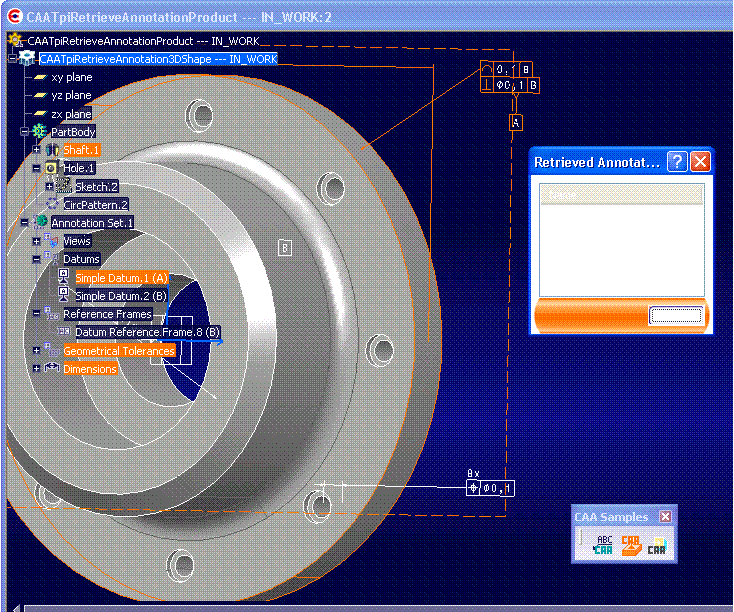 CAATpiRetrieveAnnotationProduct --- IN_WORK:2
CAATpiRetrieveAnnotationProduct --- IN_WORK
CAATpiRetrieveAnnotation3DShape --- IN_WORK
xy plane
yz plane
zx plane
PartBody
Shaft.1
Hole.1
Sketch.2
CircPattern.2
Annotation Set.1
Views
Datums
Simple Datum.1 (A)
Simple Datum.2 (B)
Reference Frames
Datum Reference Frame.8 (B)
Geometrical Tolerances
Dimensions
0,1 B
⊥ Φ0,1 B
A
B
8x
⌖ Φ0,1
Retrieved Annotat...
?
CAA Samples
ABC
CAA
CAA
CAA